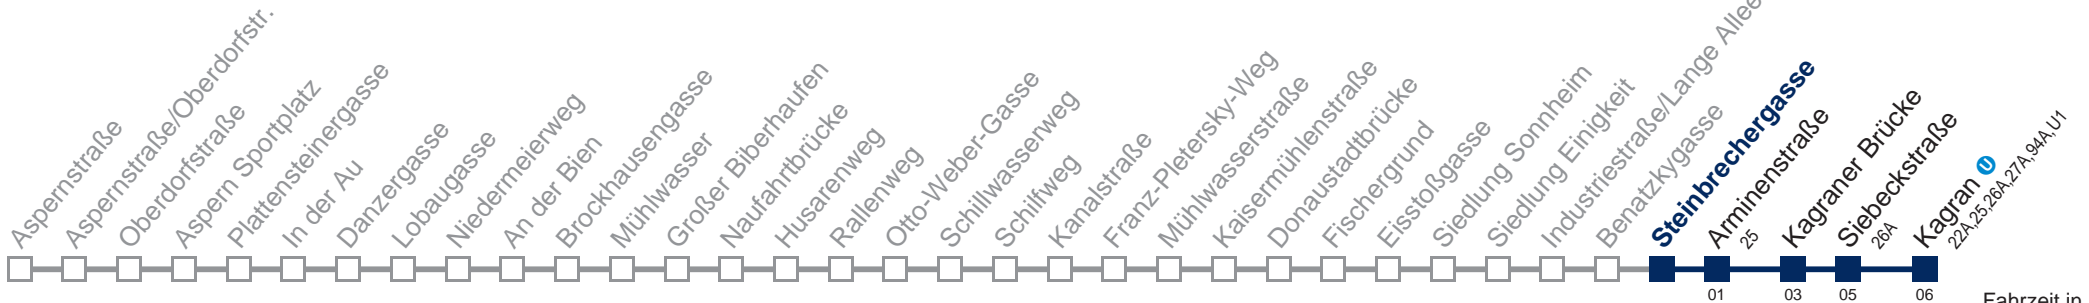 Aspernstraße
Aspernstraße/Oberdorfstr.
Oberdorfstraße
Aspern Sportplatz
Plattensteinergasse
In der Au
Danzergasse
Lobaugasse
Niedermeierweg
An der Bien
Brockhausengasse
Mühlwasser
Großer Biberhaufen
Naufahrtbrücke
Husarenweg
Rallenweg
Otto-Weber-Gasse
Schillwasserweg
Schilfweg
Kanalstraße
Franz-Pletersky-Weg
Mühlwasserstraße
Kaisermühlenstraße
Donaustadtbrücke
Fischergrund
Eisstoßgasse
Siedlung Sonnheim
Siedlung Einigkeit
Industriestraße/Lange Allee
Benatzkygasse
Steinbrechergasse
Arminenstraße
25
Kagraner Brücke
Siebeckstraße
26A
Kagran U
22A,25,26A,27A,94A,U1
01 03 05 06
Fahrzeit in